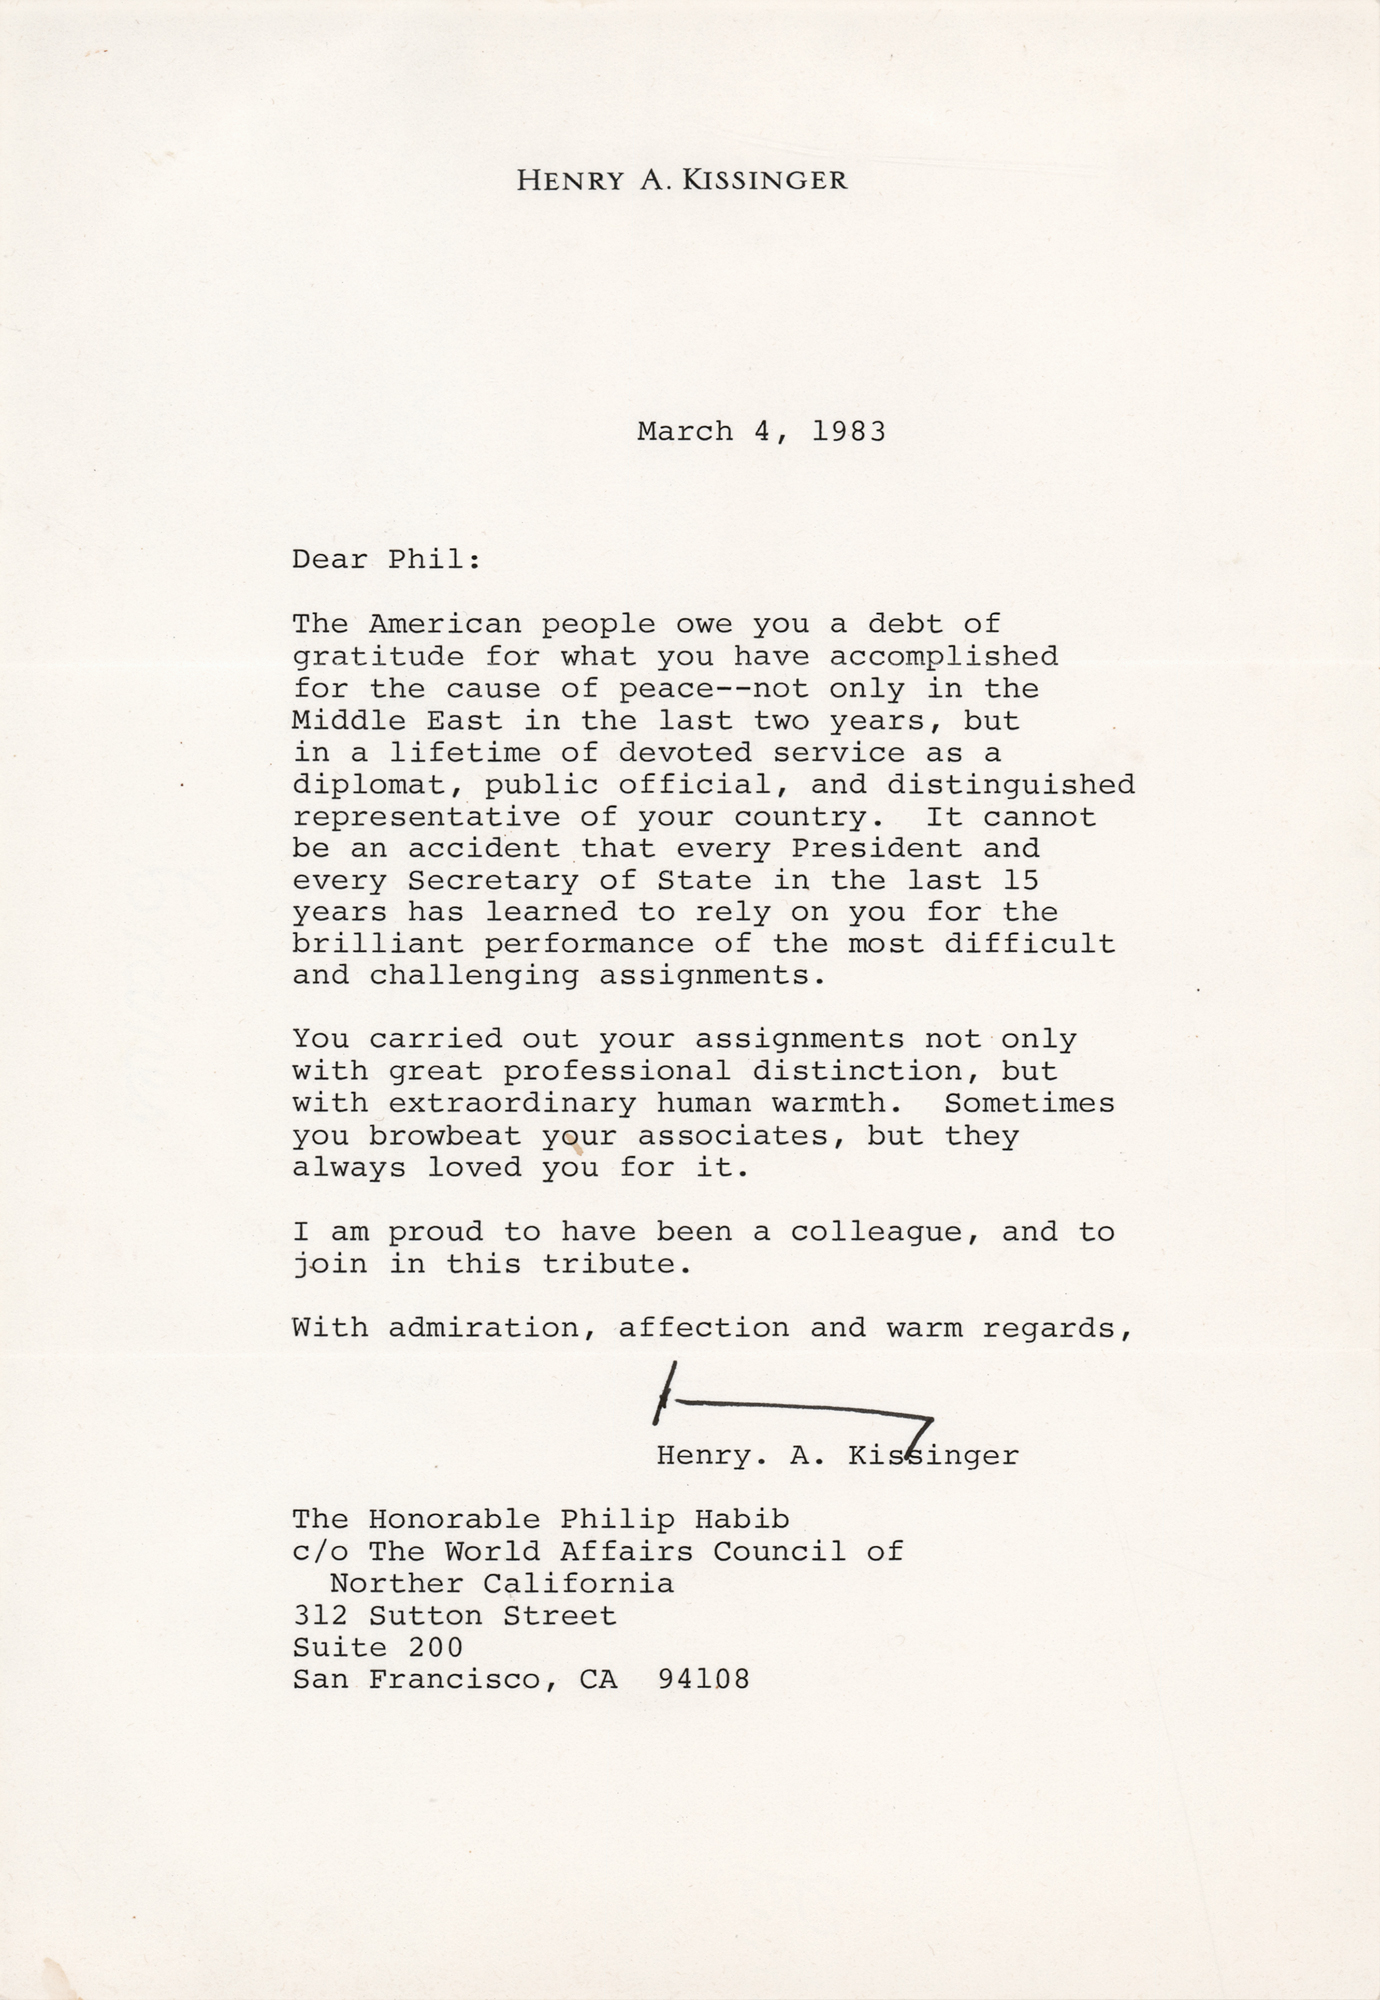 HENRY A. KISSINGER
March 4, 1983
Dear Phil:
The American people owe you a debt of
gratitude for what you have accomplished
for the cause of peace--not only in the
Middle East in the last two years, but
in a lifetime of devoted service as a
diplomat, public official, and distinguished
representative of your country.  It cannot
be an accident that every President and
every Secretary of State in the last 15
years has learned to rely on you for the
brilliant performance of the most difficult
and challenging assignments.
You carried out your assignments not only
with great professional distinction, but
with extraordinary human warmth.  Sometimes
you browbeat your associates, but they
always loved you for it.
I am proud to have been a colleague, and to
join in this tribute.
With admiration, affection and warm regards,
Henry. A. Kissinger
The Honorable Philip Habib
c/o The World Affairs Council of
Norther California
312 Sutton Street
Suite 200
San Francisco, CA  94108